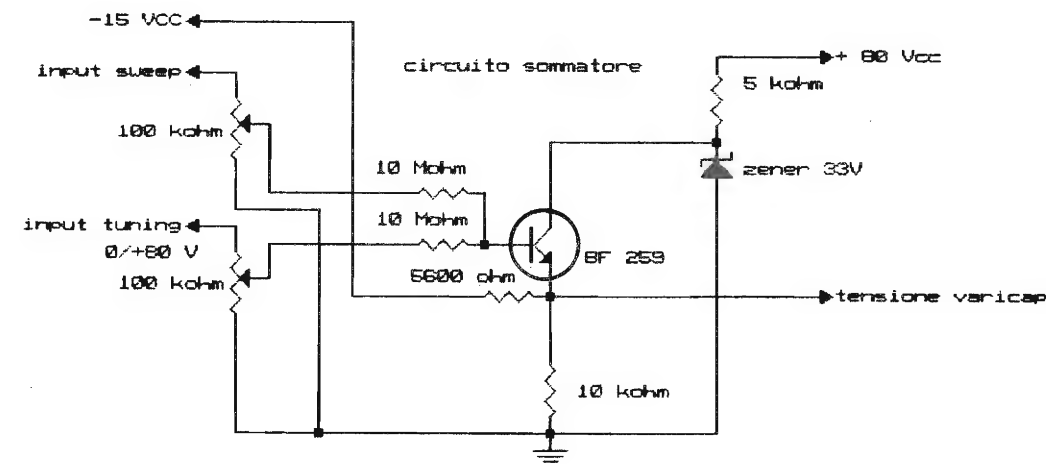 -15 VCC
+ 80 Vcc
circuito sommatore
input sweep
5 kohm
100 kohm
10 Mohm
zener 33V
10 Mohm
input tuning
0/+80 V
BF 259
100 kohm
5600 ohm
tensione varicap
10 kohm